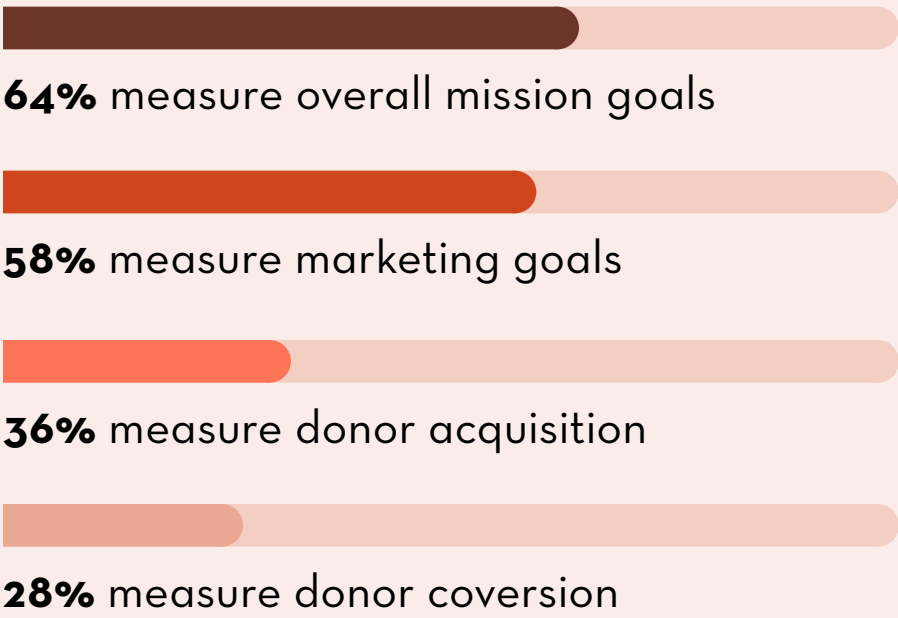 64% measure overall mission goals
58% measure marketing goals
36% measure donor acquisition
28% measure donor coversion